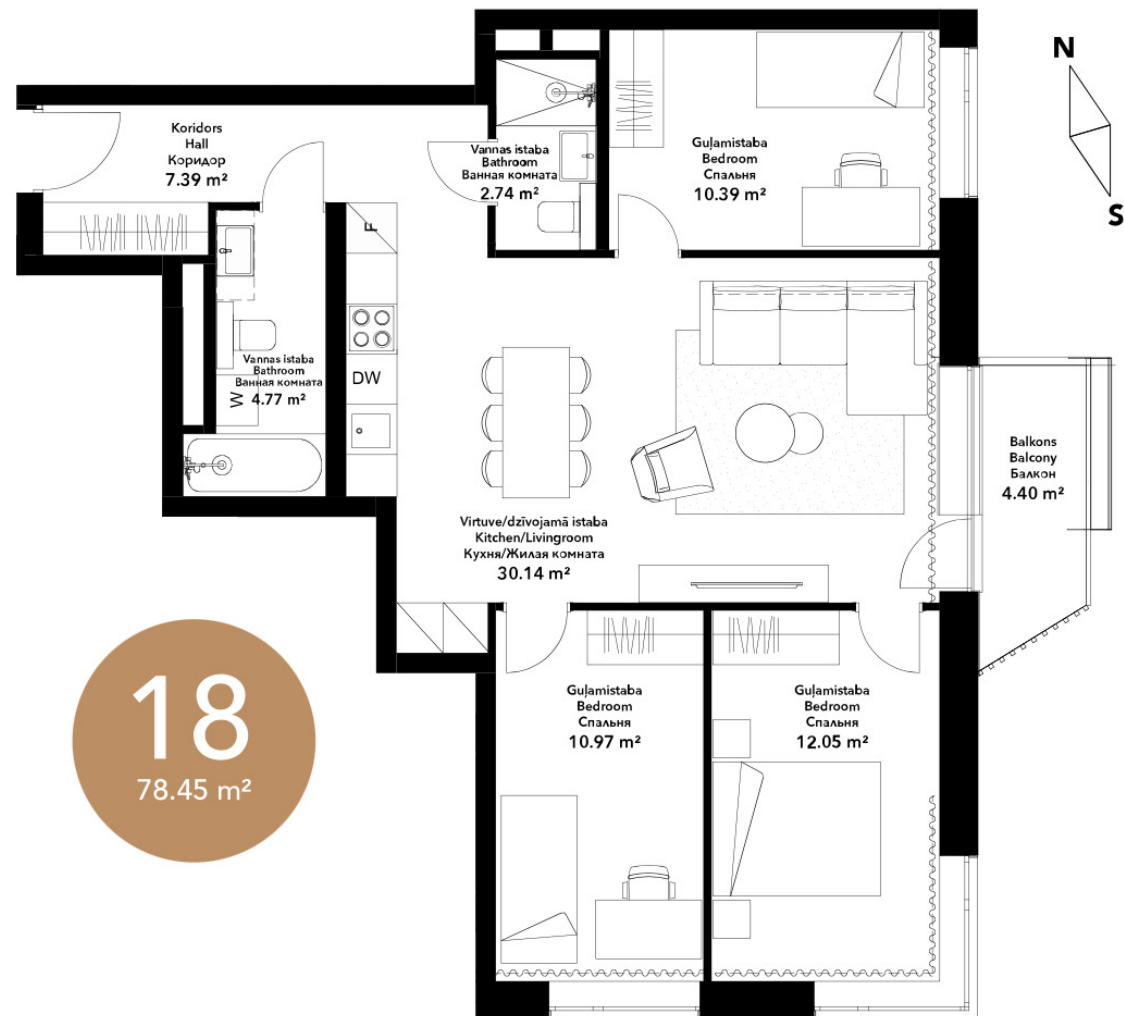 N
S
Koridors
Hall
Коридор
7.39 m²
Vannas istaba
Bathroom
Ванная комната
2.74 m²
Guļamistaba
Bedroom
Спальня
10.39 m²
F
DW
W
Vannas istaba
Bathroom
Ванная комната
4.77 m²
Balkons
Balcony
Балкон
4.40 m²
Virtuve/dzīvojamā istaba
Kitchen/Livingroom
Кухня/Жилая комната
30.14 m²
18
78.45 m²
Guļamistaba
Bedroom
Спальня
10.97 m²
Guļamistaba
Bedroom
Спальня
12.05 m²